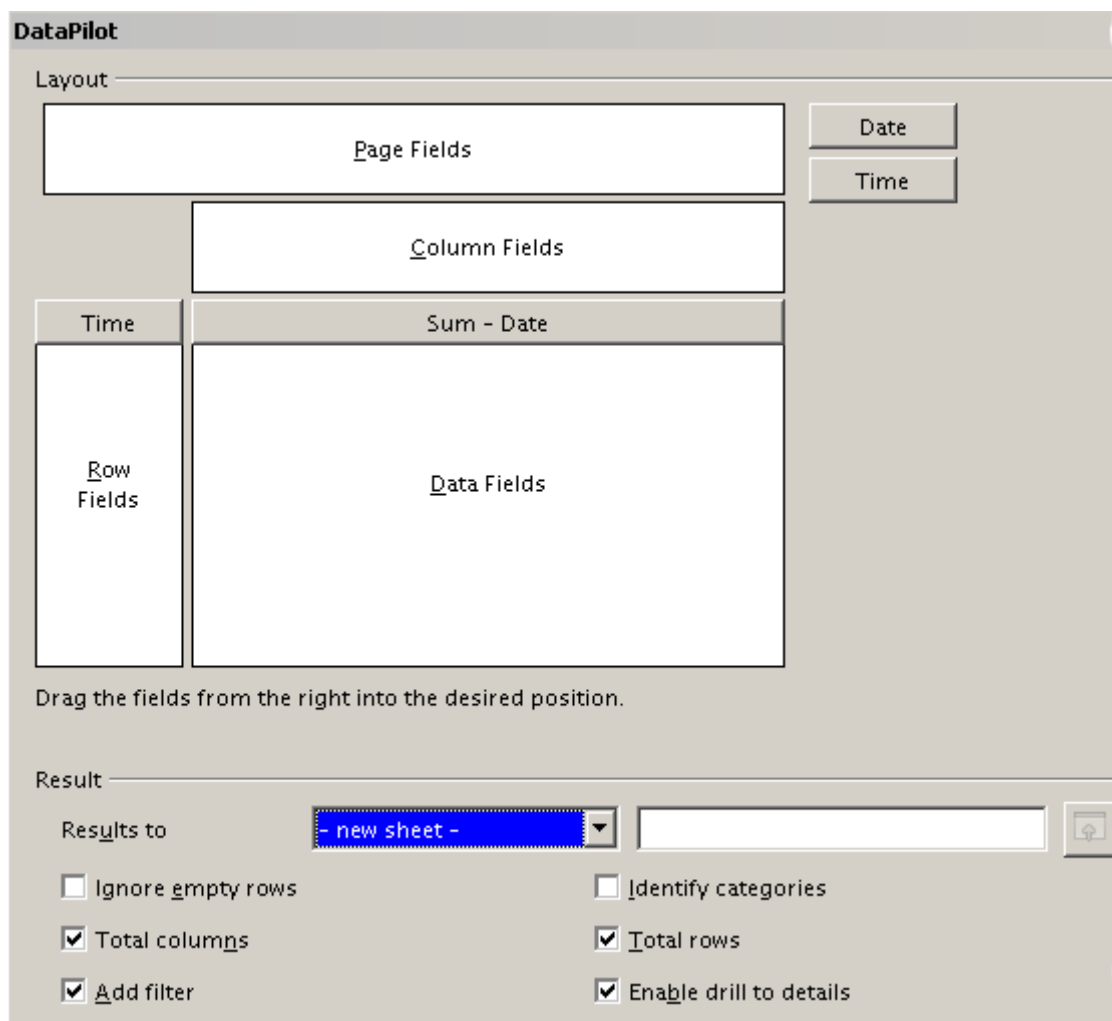 DataPilot
Layout
Page Fields
Date
Time
Column Fields
Time
Sum - Date
Row
Fields
Data Fields
Drag the fields from the right into the desired position.
Result
Results to
- new sheet -
Ignore empty rows
Identify categories
Total columns
Total rows
Add filter
Enable drill to details